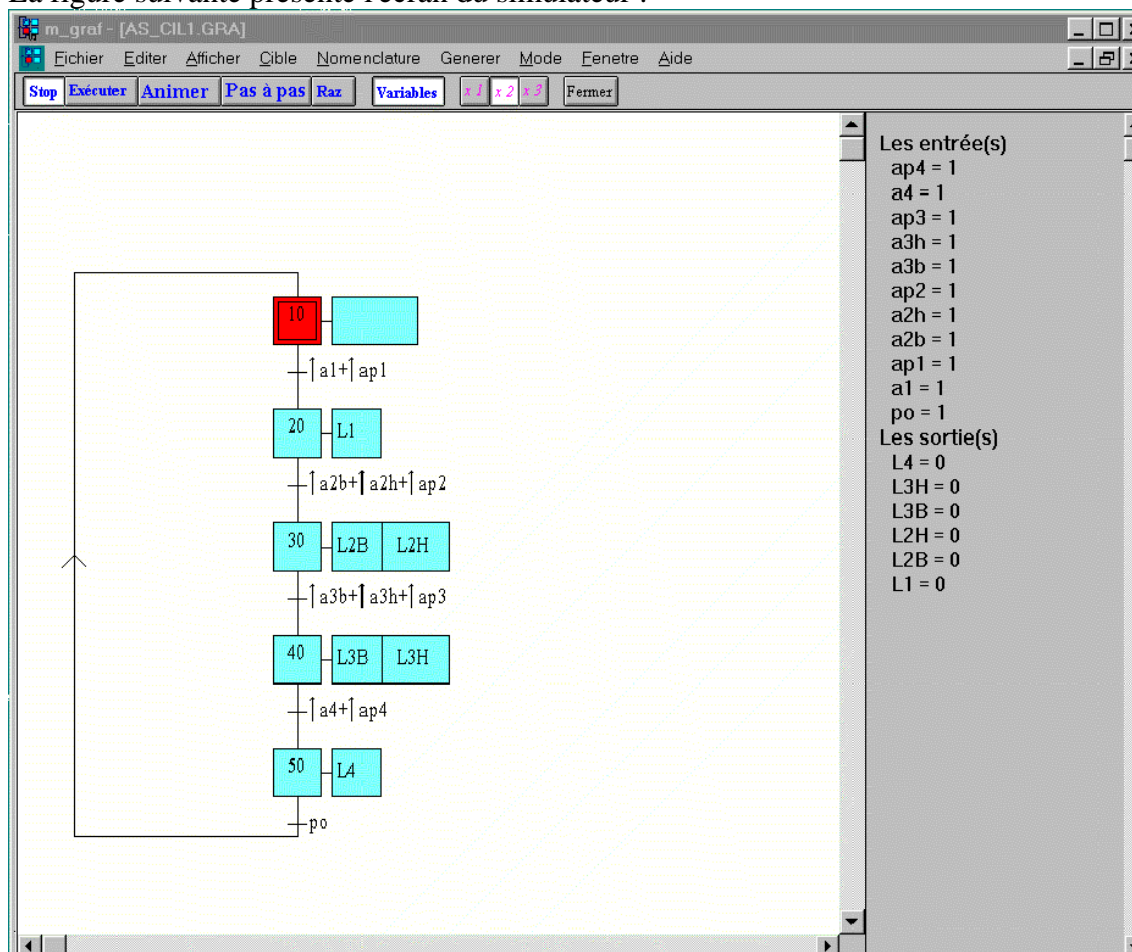 La figure suivante présente l'écran du simulateur :
m_graf - [AS_CIL1.GRA]
Fichier Editer Afficher Cible Nomenclature Generer Mode Fenetre Aide
Stop Exécuter Animer Pas à pas Raz Variables x 1 x 2 x 3 Fermer
10
↑a1+↑ap1
20 L1
↑a2b+↑a2h+↑ap2
30 L2B L2H
↑a3b+↑a3h+↑ap3
40 L3B L3H
↑a4+↑ap4
50 L4
po
Les entrée(s)
ap4 = 1
a4 = 1
ap3 = 1
a3h = 1
a3b = 1
ap2 = 1
a2h = 1
a2b = 1
ap1 = 1
a1 = 1
po = 1
Les sortie(s)
L4 = 0
L3H = 0
L3B = 0
L2H = 0
L2B = 0
L1 = 0